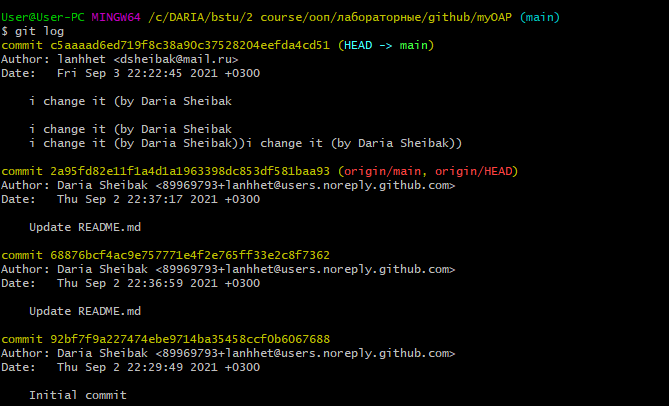 User@User-PC MINGW64 /c/DARIA/bstu/2 course/ооп/лабораторные/github/myOAP (main)
$ git log
commit c5aaaad6ed719f8c38a90c37528204eefda4cd51 (HEAD -> main)
Author: lanhhet <dsheibak@mail.ru>
Date:   Fri Sep 3 22:22:45 2021 +0300
i change it (by Daria Sheibak
i change it (by Daria Sheibak
i change it (by Daria Sheibak))i change it (by Daria Sheibak))
commit 2a95fd82e11f1a4d1a1963398dc853df581baa93 (origin/main, origin/HEAD)
Author: Daria Sheibak <89969793+lanhhet@users.noreply.github.com>
Date:   Thu Sep 2 22:37:17 2021 +0300
Update README.md
commit 68876bcf4ac9e757771e4f2e765ff33e2c8f7362
Author: Daria Sheibak <89969793+lanhhet@users.noreply.github.com>
Date:   Thu Sep 2 22:36:59 2021 +0300
Update README.md
commit 92bf7f9a227474ebe9714ba35458ccf0b6067688
Author: Daria Sheibak <89969793+lanhhet@users.noreply.github.com>
Date:   Thu Sep 2 22:29:49 2021 +0300
Initial commit